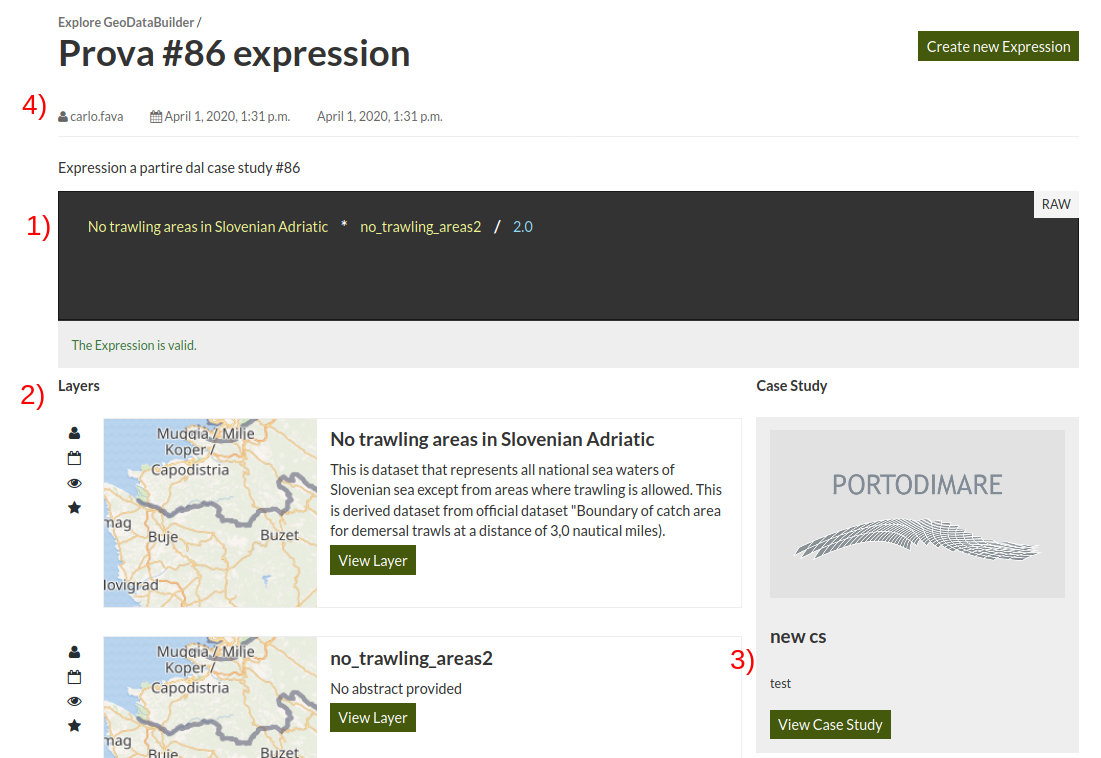 Explore GeoDataBuilder /
Prova #86 expression
Create new Expression
4)
carlo.fava April 1, 2020, 1:31 p.m. April 1, 2020, 1:31 p.m.
Expression a partire dal case study #86
RAW
1)
No trawling areas in Slovenian Adriatic * no_trawling_areas2 / 2.0
The Expression is valid.
2)
Layers
Muggia / Milje
Koper /
Capodistria
mag
Buje
Buzet
lovigrad
No trawling areas in Slovenian Adriatic
This is dataset that represents all national sea waters of
Slovenian sea except from areas where trawling is allowed. This
is derived dataset from official dataset "Boundary of catch area
for demersal trawls at a distance of 3,0 nautical miles).
View Layer
Muggia / Milje
Koper /
Capodistria
mag
Buje
Buzet
no_trawling_areas2
No abstract provided
View Layer
Case Study
PORTODIMARE
new cs
3)
test
View Case Study